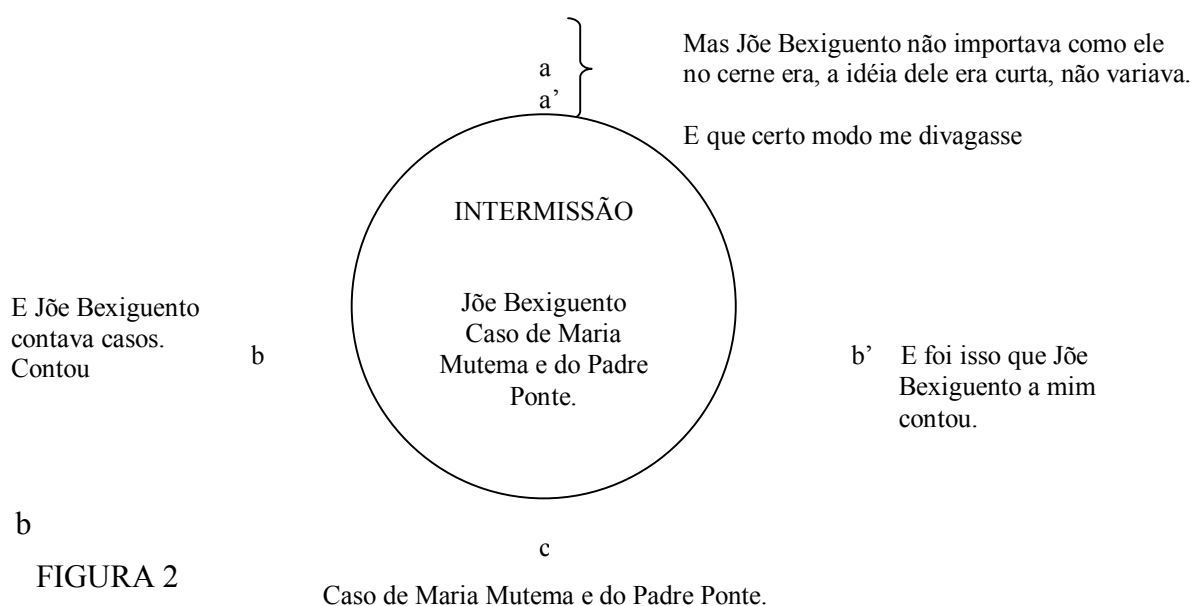 a
a’
Mas Jõe Bexiguento não importava como ele
no cerne era, a idéia dele era curta, não variava.
E que certo modo me divagasse
INTERMISSÃO
Jõe Bexiguento
Caso de Maria
Mutema e do Padre
Ponte.
E Jõe Bexiguento
contava casos.
Contou
b
b’
E foi isso que Jõe
Bexiguento a mim
contou.
b
c
FIGURA 2
Caso de Maria Mutema e do Padre Ponte.